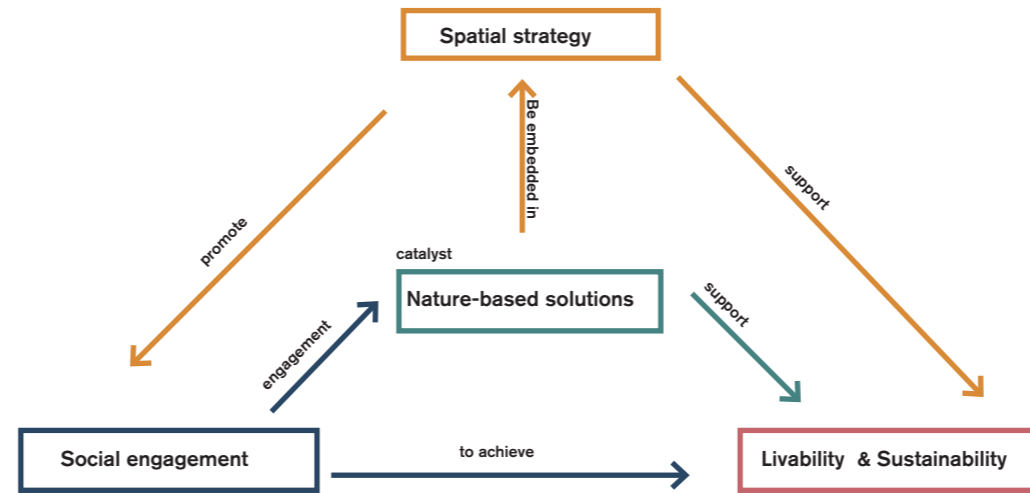 Spatial strategy
Be embedded in
support
promote
catalyst
Nature-based solutions
support
engagement
Social engagement
to achieve
Livability & Sustainability